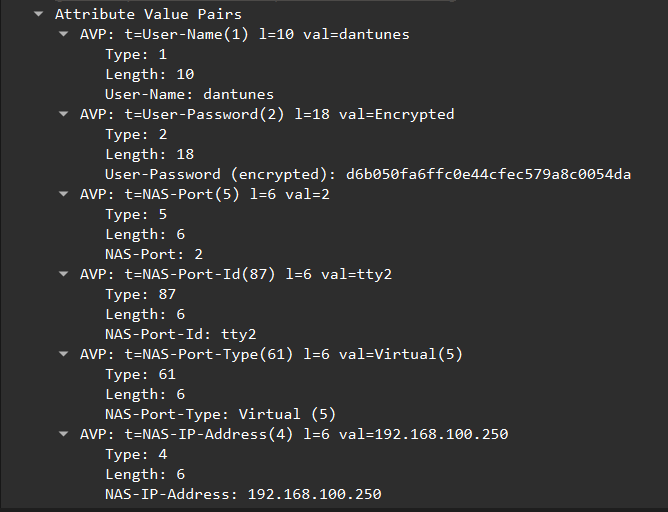 Attribute Value Pairs
AVP: t=User-Name(1) l=10 val=dantunes
Type: 1
Length: 10
User-Name: dantunes
AVP: t=User-Password(2) l=18 val=Encrypted
Type: 2
Length: 18
User-Password (encrypted): d6b050fa6ffc0e44cfec579a8c0054da
AVP: t=NAS-Port(5) l=6 val=2
Type: 5
Length: 6
NAS-Port: 2
AVP: t=NAS-Port-Id(87) l=6 val=tty2
Type: 87
Length: 6
NAS-Port-Id: tty2
AVP: t=NAS-Port-Type(61) l=6 val=Virtual(5)
Type: 61
Length: 6
NAS-Port-Type: Virtual (5)
AVP: t=NAS-IP-Address(4) l=6 val=192.168.100.250
Type: 4
Length: 6
NAS-IP-Address: 192.168.100.250